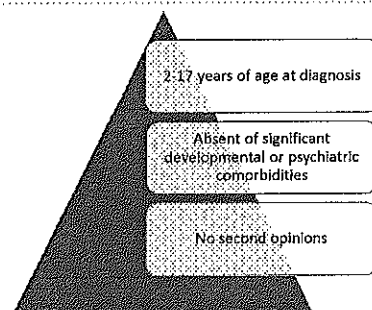 2-17 years of age at diagnosis
Absent of significant
developmental or psychiatric
comorbidities
No second opinions